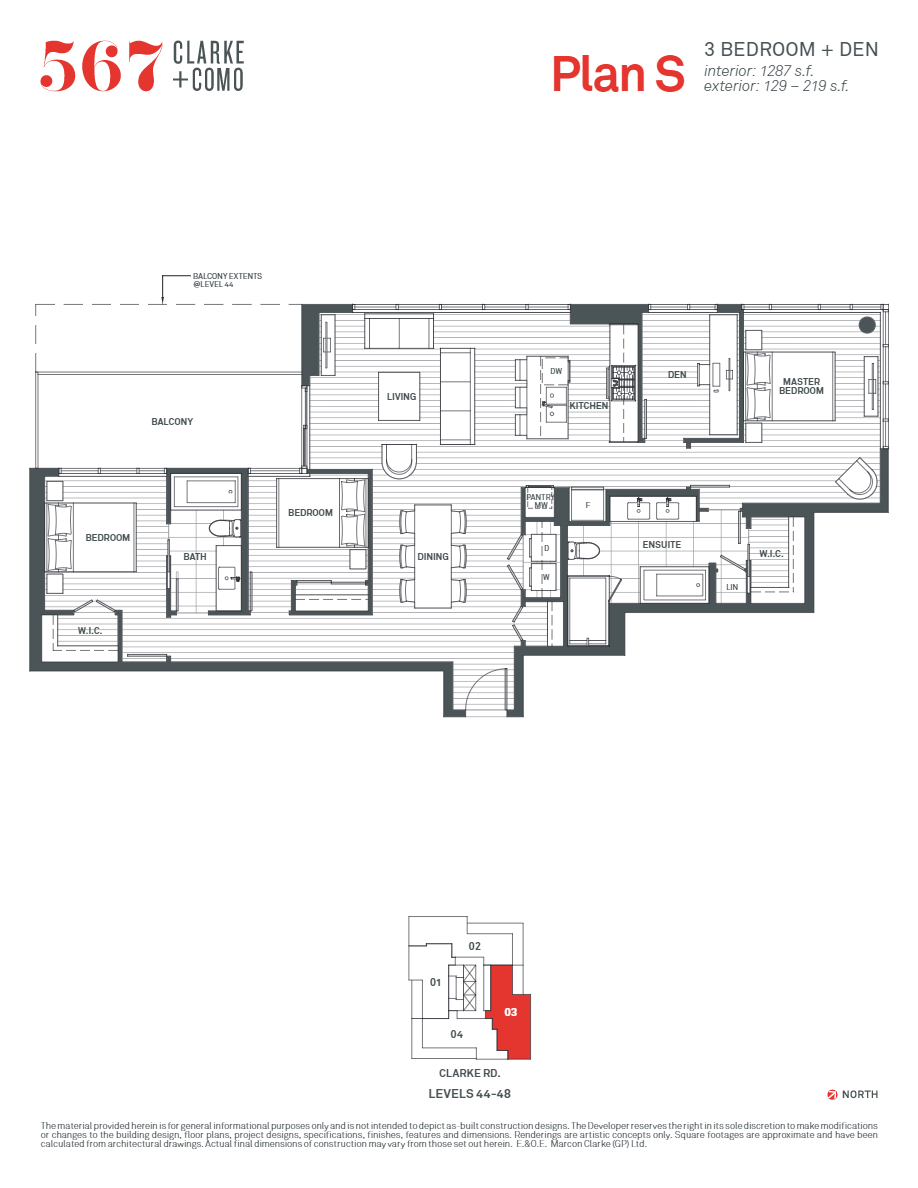 567 CLARKE
+COMO
Plan S
3 BEDROOM + DEN
interior: 1287 s.f.
exterior: 129 – 219 s.f.
BALCONY EXTENTS
@LEVEL 44
BALCONY
LIVING
DW
KITCHEN
DEN
MASTER
BEDROOM
BEDROOM
BATH
BEDROOM
DINING
PANTRY
MW
F
D
W
ENSUITE
W.I.C.
LIN
W.I.C.
02
01
03
04
CLARKE RD.
LEVELS 44-48
NORTH
The material provided herein is for general informational purposes only and is not intended to depict as-built construction designs. The Developer reserves the right in its sole discretion to make modifications
or changes to the building design, floor plans, project designs, specifications, finishes, features and dimensions. Renderings are artistic concepts only. Square footages are approximate and have been
calculated from architectural drawings. Actual final dimensions of construction may vary from those set out herein. E.&O.E. Marcon Clarke (GP) Ltd.